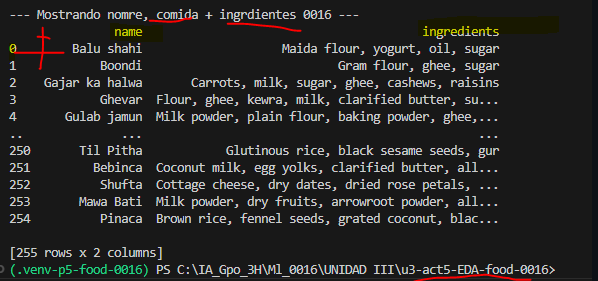 --- Mostrando nomre, comida + ingrdientes 0016 ---
name ingredients
0 Balu shahi Maida flour, yogurt, oil, sugar
1 Boondi Gram flour, ghee, sugar
2 Gajar ka halwa Carrots, milk, sugar, ghee, cashews, raisins
3 Ghevar Flour, ghee, kewra, milk, clarified butter, su...
4 Gulab jamun Milk powder, plain flour, baking powder, ghee,...
.. ... ...
250 Til Pitha Glutinous rice, black sesame seeds, gur
251 Bebinca Coconut milk, egg yolks, clarified butter, all...
252 Shufta Cottage cheese, dry dates, dried rose petals, ...
253 Mawa Bati Milk powder, dry fruits, arrowroot powder, all...
254 Pinaca Brown rice, fennel seeds, grated coconut, blac...
[255 rows x 2 columns]
(.venv-p5-food-0016) PS C:\IA_Gpo_3H\Ml_0016\UNIDAD III\u3-act5-EDA-food-0016>